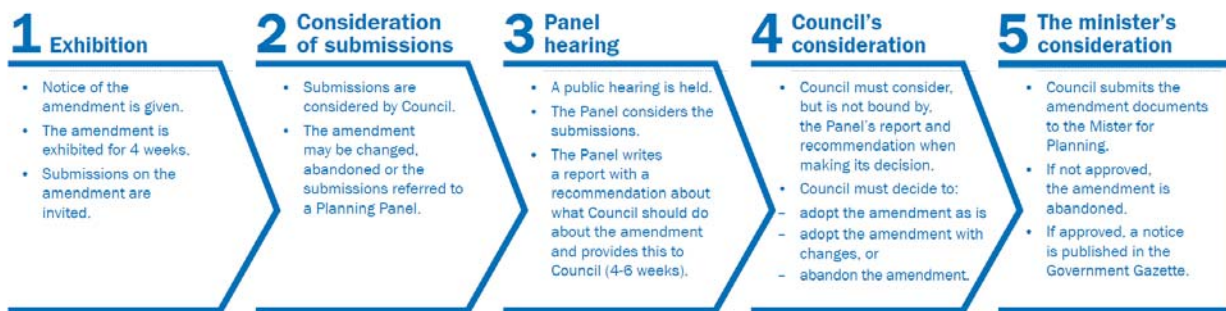 1 Exhibition
• Notice of the
amendment is given.
• The amendment is
exhibited for 4 weeks.
• Submissions on the
amendment are
invited.
2 Consideration
of submissions
• Submissions are
considered by Council.
• The amendment
may be changed,
abandoned or the
submissions referred to
a Planning Panel.
3 Panel
hearing
• A public hearing is held.
• The Panel considers the
submissions.
• The Panel writes
a report with a
recommendation about
what Council should do
about the amendment
and provides this to
Council (4-6 weeks).
4 Council's
consideration
• Council must consider,
but is not bound by,
the Panel's report and
recommendation when
making its decision.
• Council must decide to:
– adopt the amendment as is
– adopt the amendment with
changes, or
– abandon the amendment.
5 The minister's
consideration
• Council submits the
amendment documents
to the Mister for
Planning.
• If not approved,
the amendment is
abandoned.
• If approved, a notice
is published in the
Government Gazette.